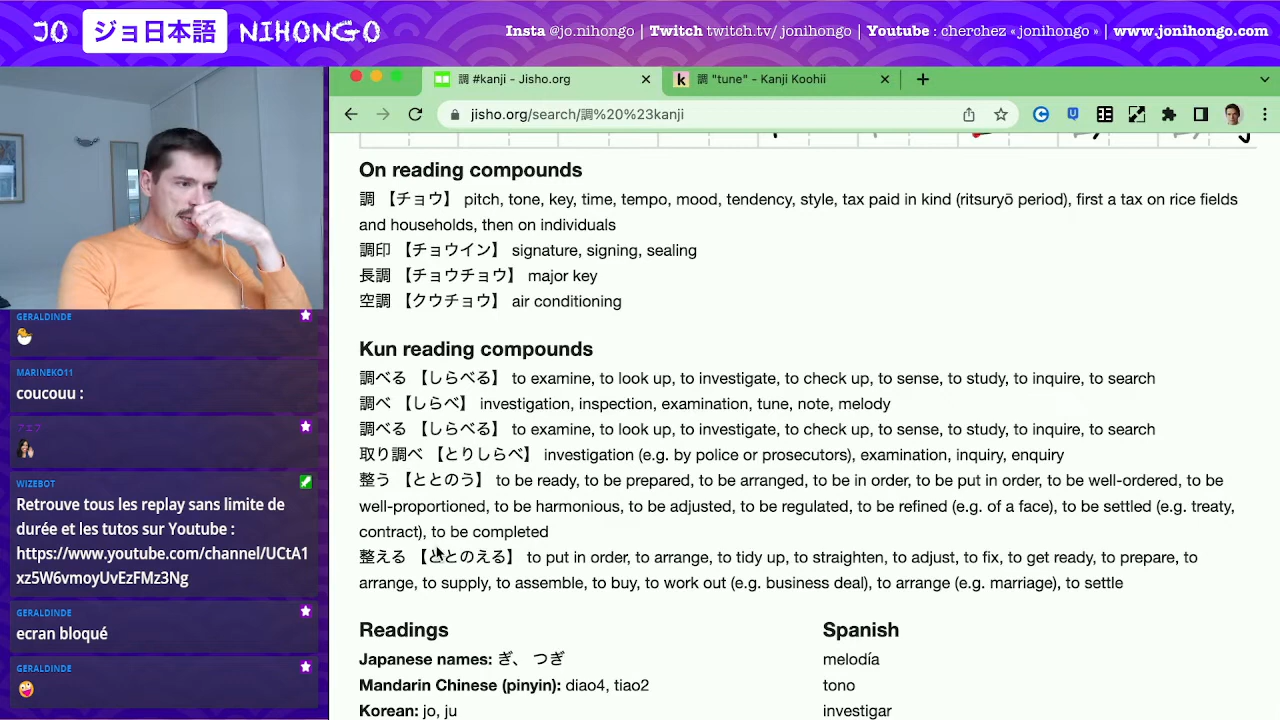 JO ジョ日本語 NIHONGO
Insta @jo.nihongo | Twitch twitch.tv/ jonihongo | Youtube : cherchez « jonihongo » | www.jonihongo.com
調 #kanji - Jisho.org
調 "tune" - Kanji Koohii
jisho.org/search/調%20%23kanji
On reading compounds
調 【チョウ】 pitch, tone, key, time, tempo, mood, tendency, style, tax paid in kind (ritsuryō period), first a tax on rice fields
and households, then on individuals
調印 【チョウイン】 signature, signing, sealing
長調 【チョウチョウ】 major key
空調 【クウチョウ】 air conditioning
Kun reading compounds
調べる 【しらべる】 to examine, to look up, to investigate, to check up, to sense, to study, to inquire, to search
調べ 【しらべ】 investigation, inspection, examination, tune, note, melody
調べる 【しらべる】 to examine, to look up, to investigate, to check up, to sense, to study, to inquire, to search
取り調べ 【とりしらべ】 investigation (e.g. by police or prosecutors), examination, inquiry, enquiry
整う 【ととのう】 to be ready, to be prepared, to be arranged, to be in order, to be put in order, to be well-ordered, to be
well-proportioned, to be harmonious, to be adjusted, to be regulated, to be refined (e.g. of a face), to be settled (e.g. treaty,
contract), to be completed
整える 【ととのえる】 to put in order, to arrange, to tidy up, to straighten, to adjust, to fix, to get ready, to prepare, to
arrange, to supply, to assemble, to buy, to work out (e.g. business deal), to arrange (e.g. marriage), to settle
Readings
Japanese names: ぎ、 つぎ
Mandarin Chinese (pinyin): diao4, tiao2
Korean: jo, ju
Spanish
melodía
tono
investigar
GERALDINDE
MARINEKO11
coucouu :
アエフ
WIZEBOT
Retrouve tous les replay sans limite de
durée et les tutos sur Youtube :
https://www.youtube.com/channel/UCtA1
xz5W6vmoyUvEzFMz3Ng
GERALDINDE
ecran bloqué
GERALDINDE